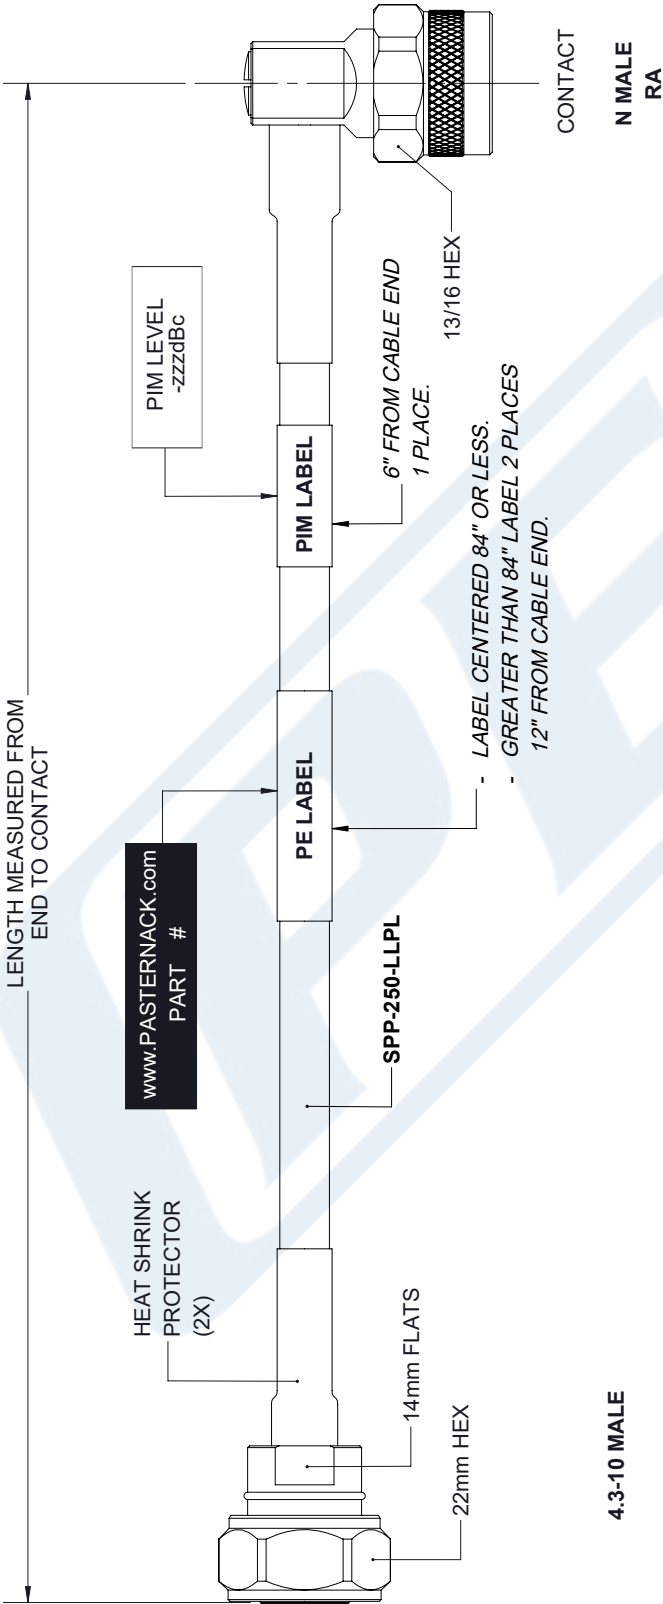 LENGTH MEASURED FROM
END TO CONTACT
HEAT SHRINK
PROTECTOR
(2X)
www.PASTERNACK.com
PART #
PIM LEVEL
-zzzdBc
PE LABEL
PIM LABEL
14mm FLATS
22mm HEX
SPP-250-LLPL
- LABEL CENTERED 84" OR LESS.
- GREATER THAN 84" LABEL 2 PLACES
12" FROM CABLE END.
6" FROM CABLE END
1 PLACE.
13/16 HEX
CONTACT
4.3-10 MALE
N MALE
RA
PE